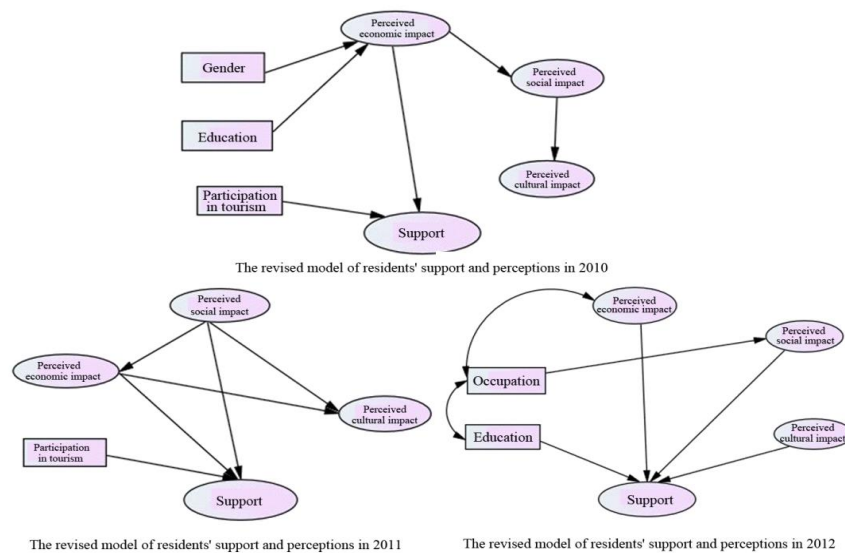 Perceived
economic impact
Gender
Perceived
social impact
Education
Perceived
cultural impact
Participation
in tourism
Support
The revised model of residents' support and perceptions in 2010
Perceived
social impact
Perceived
economic impact
Perceived
cultural impact
Participation
in tourism
Support
The revised model of residents' support and perceptions in 2011
Perceived
economic impact
Perceived
social impact
Occupation
Education
Perceived
cultural impact
Support
The revised model of residents' support and perceptions in 2012